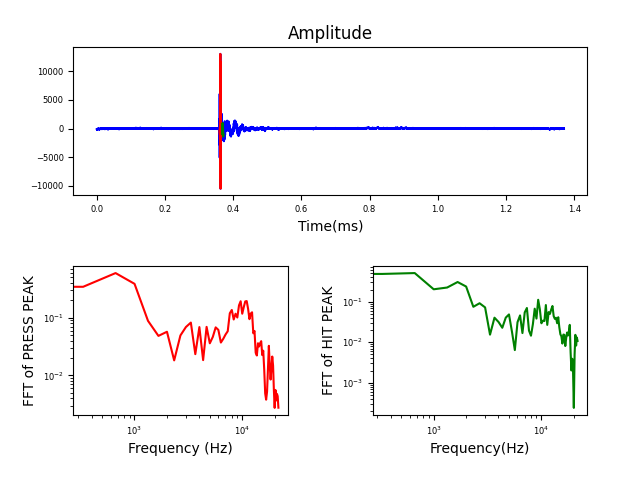 Amplitude
10000
5000
0
−5000
−10000
0.0 0.2 0.4 0.6 0.8 1.0 1.2 1.4
Time(ms)
FFT of PRESS PEAK
10⁻¹
10⁻²
10³ 10⁴
Frequency (Hz)
FFT of HIT PEAK
10⁻¹
10⁻²
10⁻³
10³ 10⁴
Frequency(Hz)